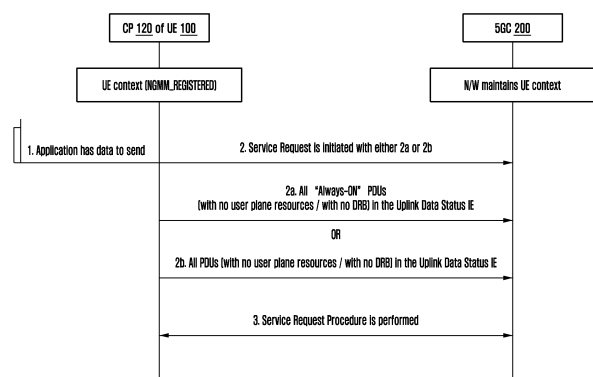 CP 120 of UE 100
5GC 200
UE context (NGMM_REGISTERED)
N/W maintains UE context
1. Application has data to send
2. Service Request is initiated with either 2a or 2b
2a. All "Always-ON" PDUs
(with no user plane resources / with no DRB) in the Uplink Data Status IE
OR
2b. All PDUs (with no user plane resources / with no DRB) in the Uplink Data Status IE
3. Service Request Procedure is performed